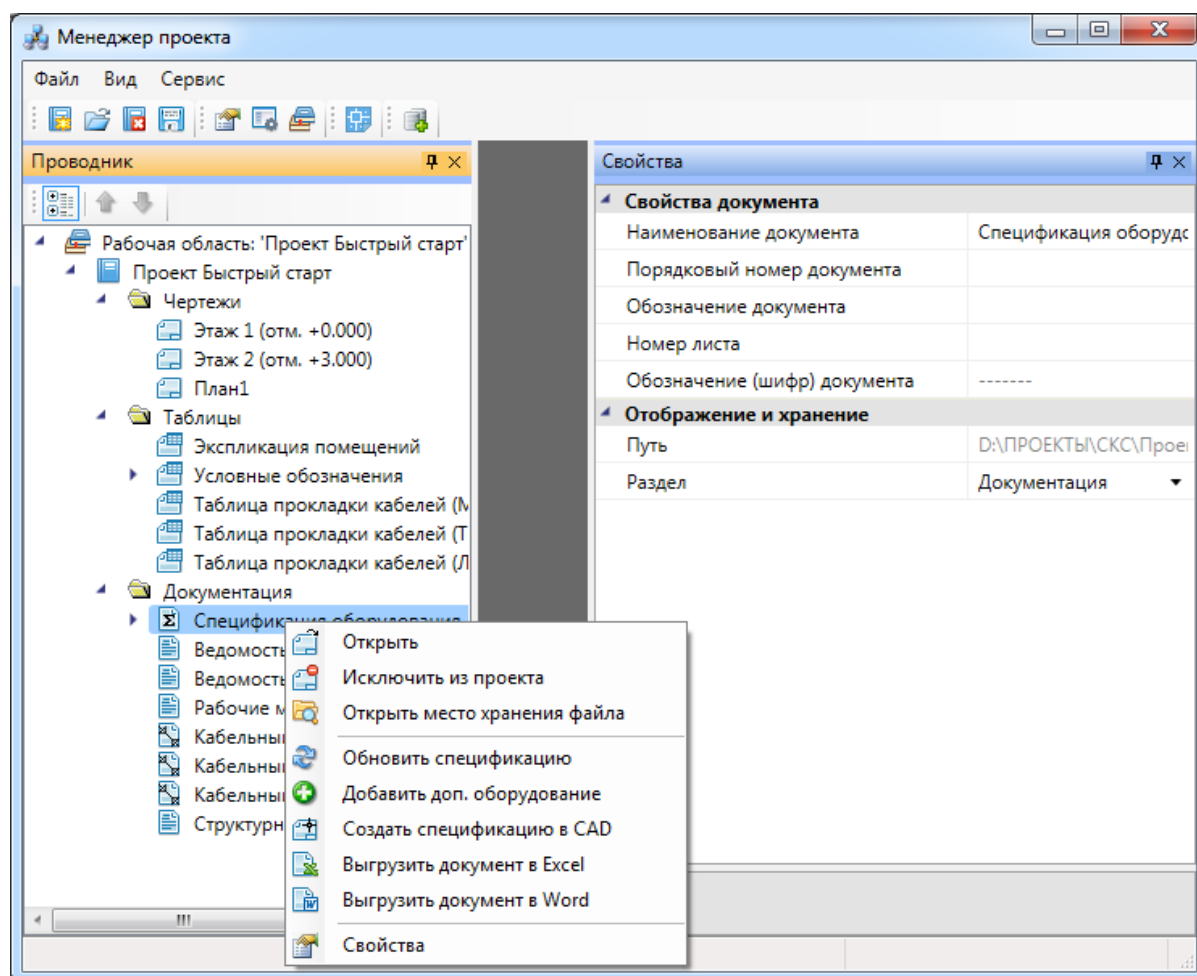 Менеджер проекта
Файл Вид Сервис
Проводник
Рабочая область: 'Проект Быстрый старт'
Проект Быстрый старт
Чертежи
Этаж 1 (отм. +0.000)
Этаж 2 (отм. +3.000)
План1
Таблицы
Экспликация помещений
Условные обозначения
Таблица прокладки кабелей (М
Таблица прокладки кабелей (Т
Таблица прокладки кабелей (Л
Документация
Спецификация оборудования
Ведомость
Ведомость
Рабочие м
Кабельны
Кабельны
Кабельны
Структурн
Открыть
Исключить из проекта
Открыть место хранения файла
Обновить спецификацию
Добавить доп. оборудование
Создать спецификацию в CAD
Выгрузить документ в Excel
Выгрузить документ в Word
Свойства
Свойства
Свойства документа
Наименование документа Спецификация оборудо
Порядковый номер документа
Обозначение документа
Номер листа
Обозначение (шифр) документа -------
Отображение и хранение
Путь D:\ПРОЕКТЫ\СКС\Прое
Раздел Документация